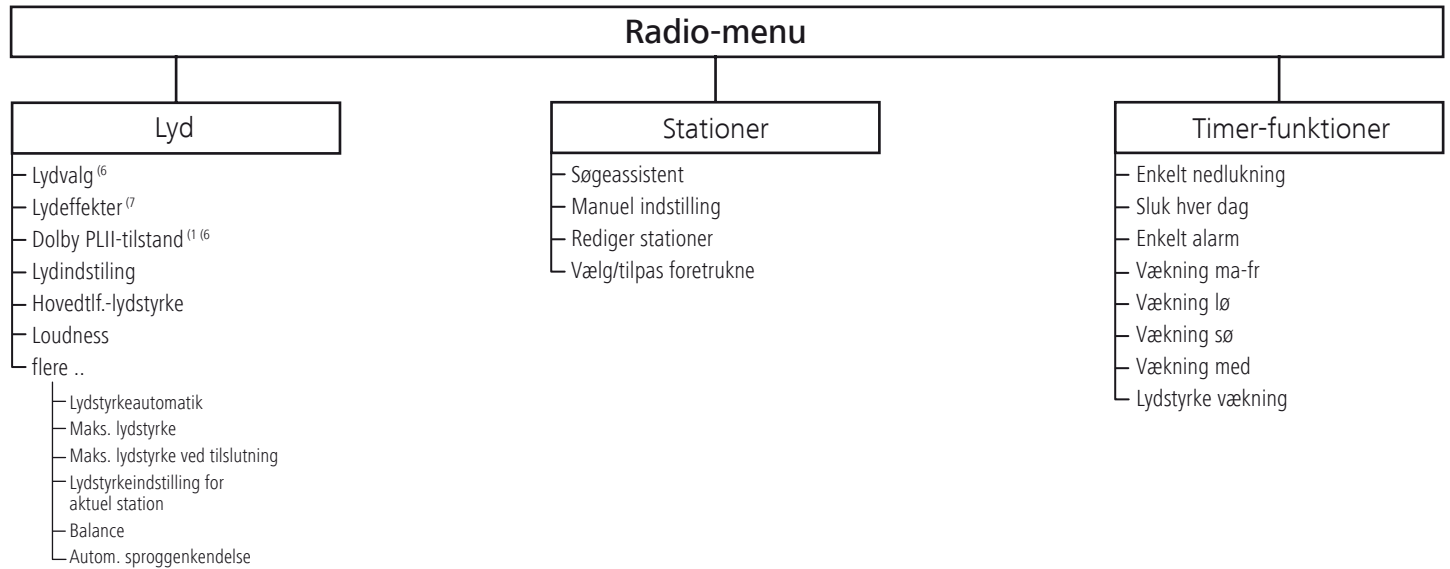 Radio-menu
Lyd
Lydvalg (6
Lydeffekter (7
Dolby PLII-tilstand (1 (6
Lydindstiling
Hovedtlf.-lydstyrke
Loudness
flere ..
Lydstyrkeautomatik
Maks. lydstyrke
Maks. lydstyrke ved tilslutning
Lydstyrkeindstilling for
aktuel station
Balance
Autom. sproggenkendelse
Stationer
Søgeassistent
Manuel indstilling
Rediger stationer
Vælg/tilpas foretrukne
Timer-funktioner
Enkelt nedlukning
Sluk hver dag
Enkelt alarm
Vækning ma-fr
Vækning lø
Vækning sø
Vækning med
Lydstyrke vækning